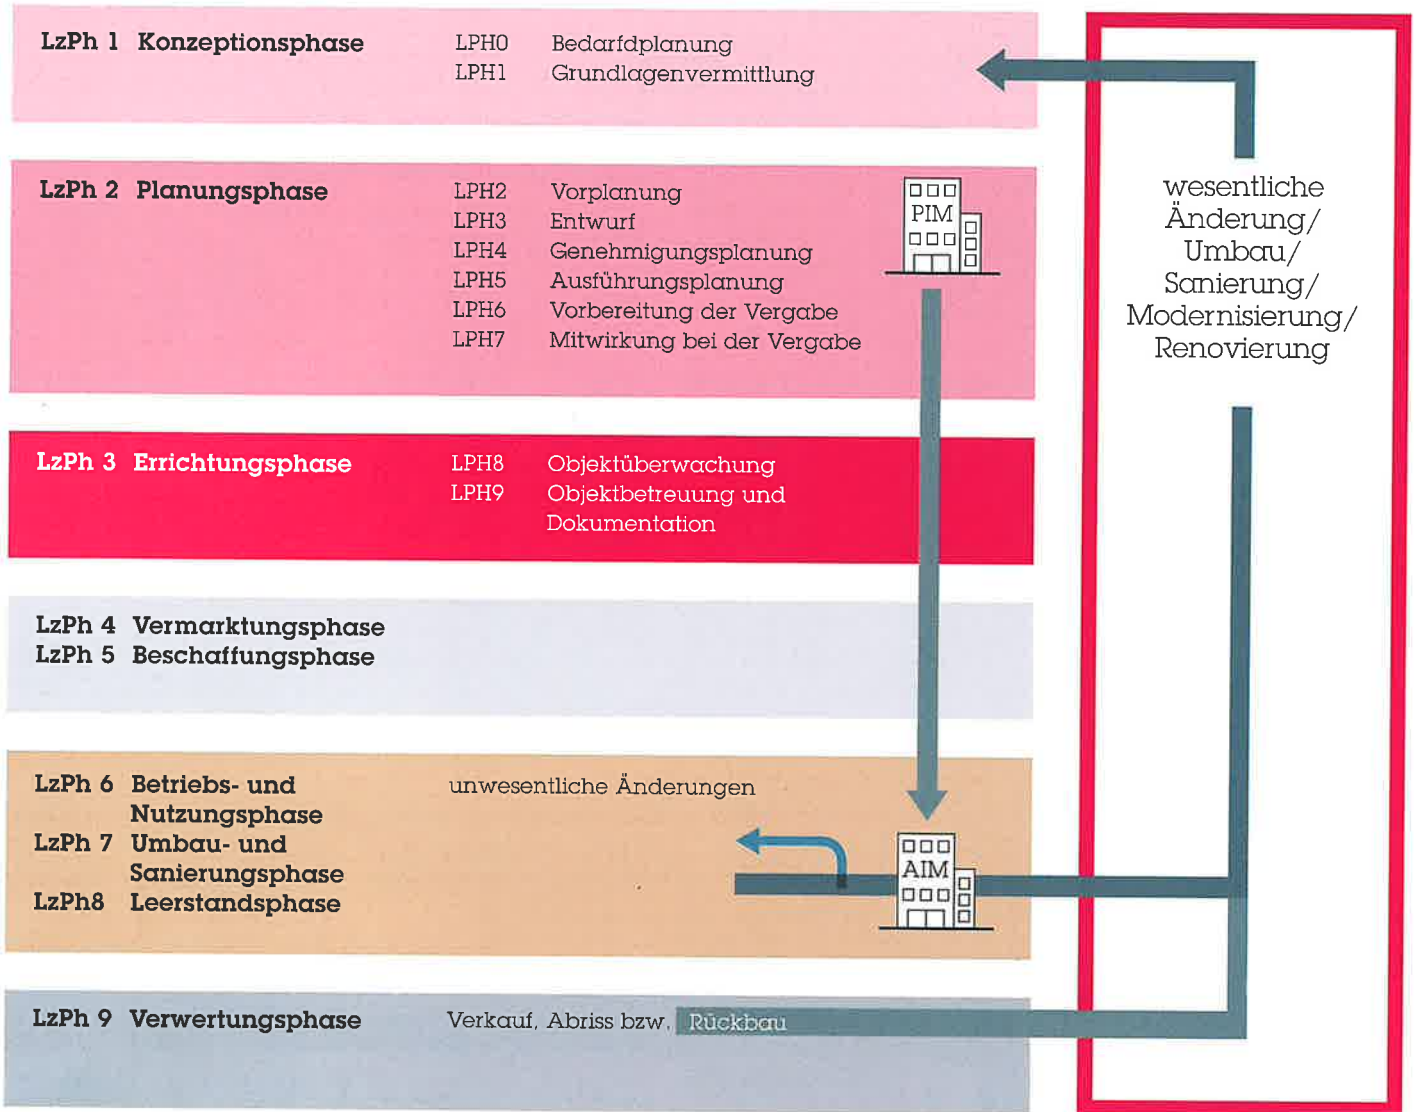 LzPh 1 Konzeptionsphase LPH0 Bedarfdplanung
LPH1 Grundlagenvermittlung
LzPh 2 Planungsphase LPH2 Vorplanung
LPH3 Entwurf
LPH4 Genehmigungsplanung
LPH5 Ausführungsplanung
LPH6 Vorbereitung der Vergabe
LPH7 Mitwirkung bei der Vergabe
PIM
wesentliche
Änderung/
Umbau/
Sanierung/
Modernisierung/
Renovierung
LzPh 3 Errichtungsphase LPH8 Objektüberwachung
LPH9 Objektbetreuung und
Dokumentation
LzPh 4 Vermarktungsphase
LzPh 5 Beschaffungsphase
LzPh 6 Betriebs- und unwesentliche Änderungen
Nutzungsphase
LzPh 7 Umbau- und
Sanierungsphase
LzPh8 Leerstandsphase
AIM
LzPh 9 Verwertungsphase Verkauf, Abriss bzw. Rückbau